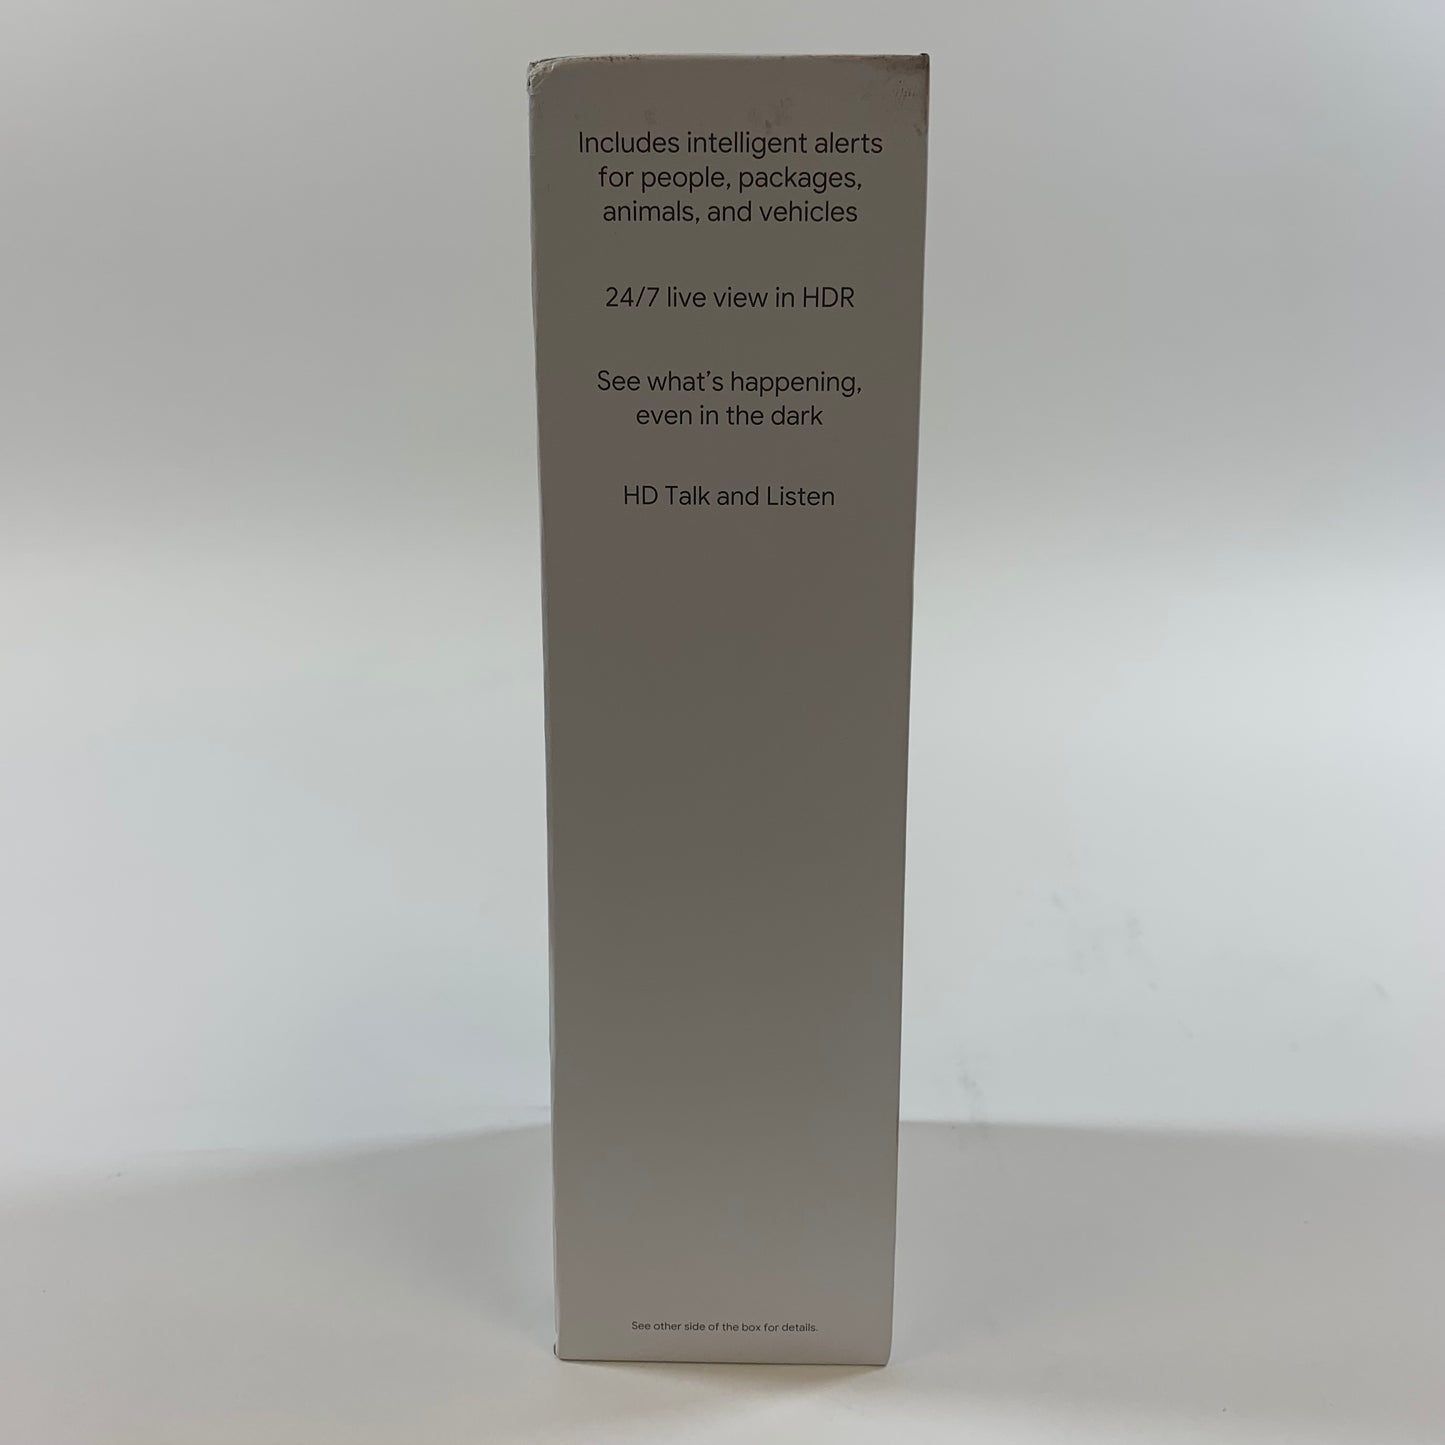 Includes intelligent alerts
for people, packages,
animals, and vehicles
24/7 live view in HDR
See what’s happening,
even in the dark
HD Talk and Listen
See other side of the box for details.